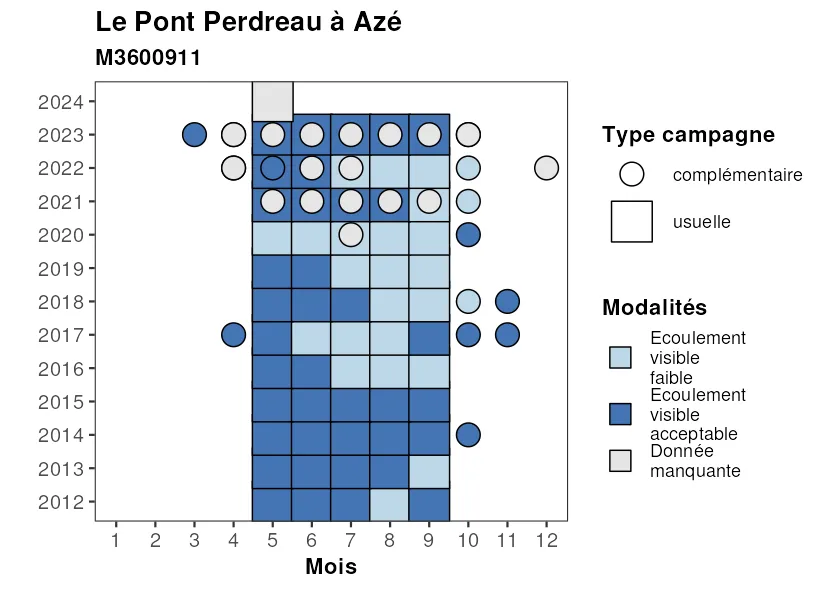 Le Pont Perdreau à Azé
M3600911
2024
2023
2022
2021
2020
2019
2018
2017
2016
2015
2014
2013
2012
1 2 3 4 5 6 7 8 9 10 11 12
Mois
Type campagne
complémentaire
usuelle
Modalités
Ecoulement
visible
faible
Ecoulement
visible
acceptable
Donnée
manquante